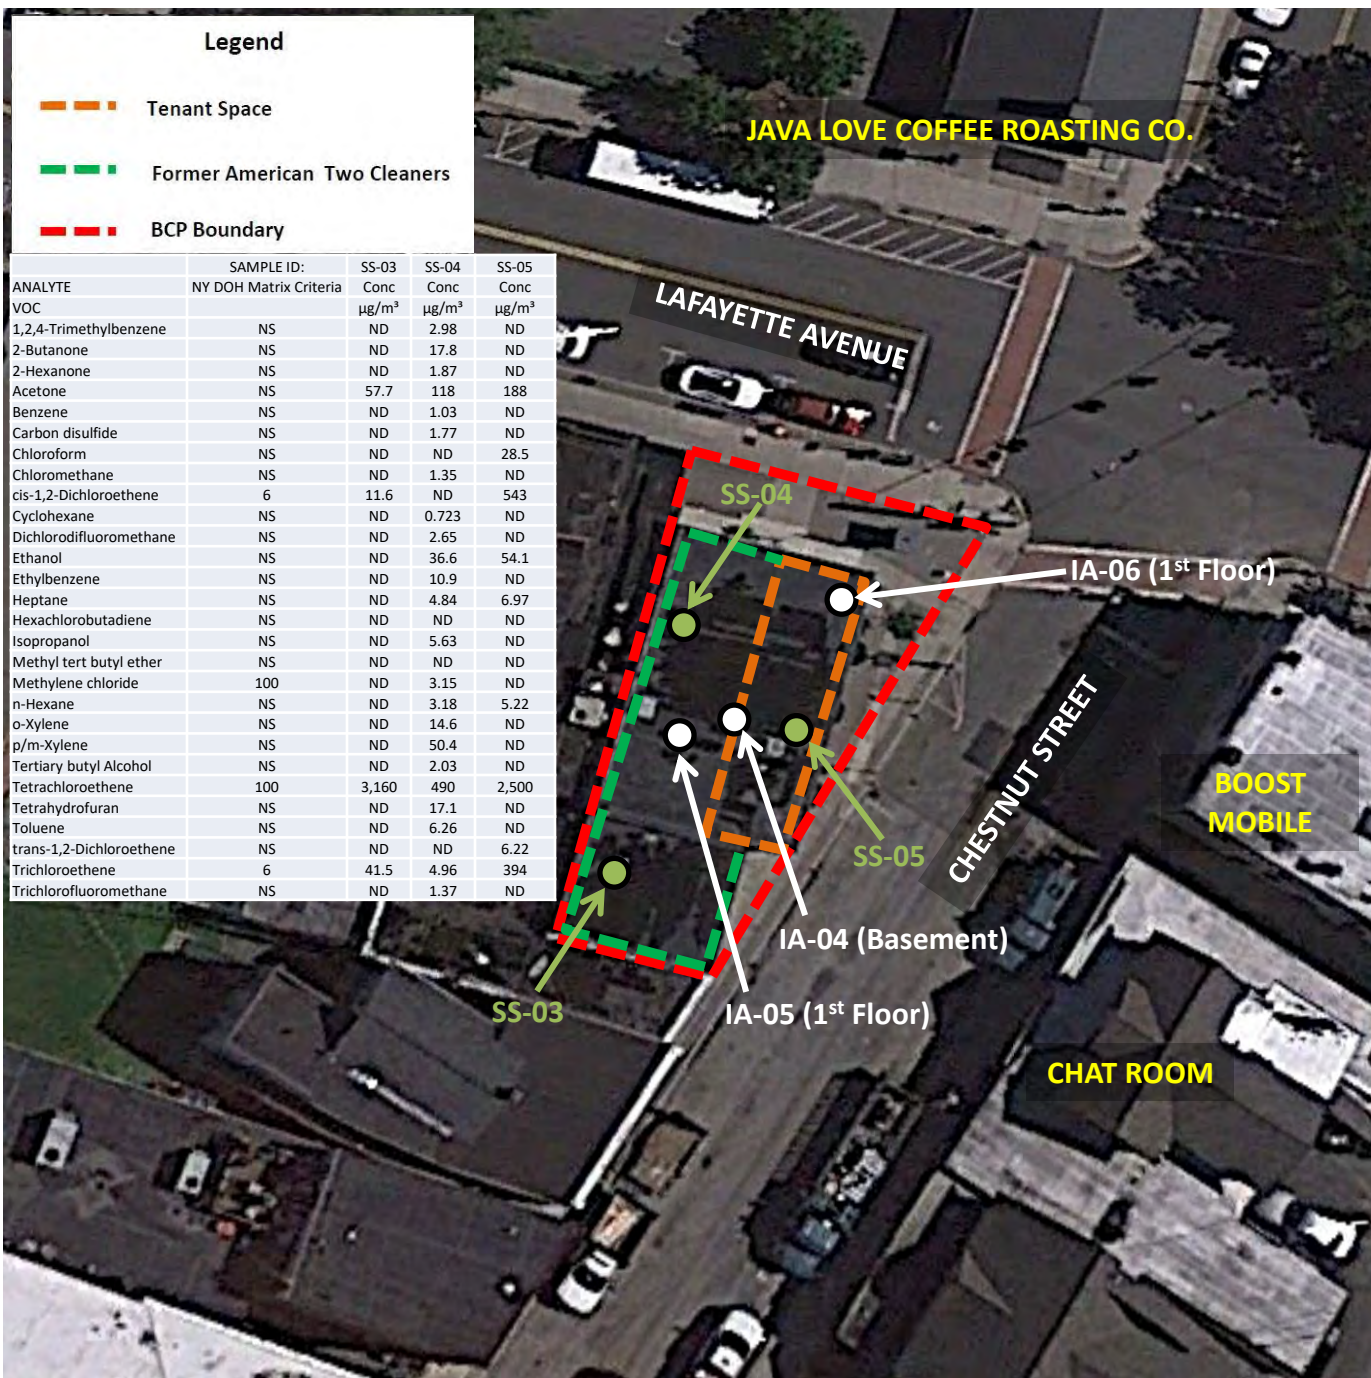 Legend
Tenant Space
Former American Two Cleaners
BCP Boundary
SAMPLE ID: SS-03 SS-04 SS-05
ANALYTE NY DOH Matrix Criteria Conc Conc Conc
VOC µg/m³ µg/m³ µg/m³
1,2,4-Trimethylbenzene NS ND 2.98 ND
2-Butanone NS ND 17.8 ND
2-Hexanone NS ND 1.87 ND
Acetone NS 57.7 118 188
Benzene NS ND 1.03 ND
Carbon disulfide NS ND 1.77 ND
Chloroform NS ND ND 28.5
Chloromethane NS ND 1.35 ND
cis-1,2-Dichloroethene 6 11.6 ND 543
Cyclohexane NS ND 0.723 ND
Dichlorodifluoromethane NS ND 2.65 ND
Ethanol NS ND 36.6 54.1
Ethylbenzene NS ND 10.9 ND
Heptane NS ND 4.84 6.97
Hexachlorobutadiene NS ND ND ND
Isopropanol NS ND 5.63 ND
Methyl tert butyl ether NS ND ND ND
Methylene chloride 100 ND 3.15 ND
n-Hexane NS ND 3.18 5.22
o-Xylene NS ND 14.6 ND
p/m-Xylene NS ND 50.4 ND
Tertiary butyl Alcohol NS ND 2.03 ND
Tetrachloroethene 100 3,160 490 2,500
Tetrahydrofuran NS ND 17.1 ND
Toluene NS ND 6.26 ND
trans-1,2-Dichloroethene NS ND ND 6.22
Trichloroethene 6 41.5 4.96 394
Trichlorofluoromethane NS ND 1.37 ND
JAVA LOVE COFFEE ROASTING CO.
LAFAYETTE AVENUE
SS-04
IA-06 (1st Floor)
CHESTNUT STREET
BOOST
MOBILE
SS-05
IA-04 (Basement)
SS-03
IA-05 (1st Floor)
CHAT ROOM